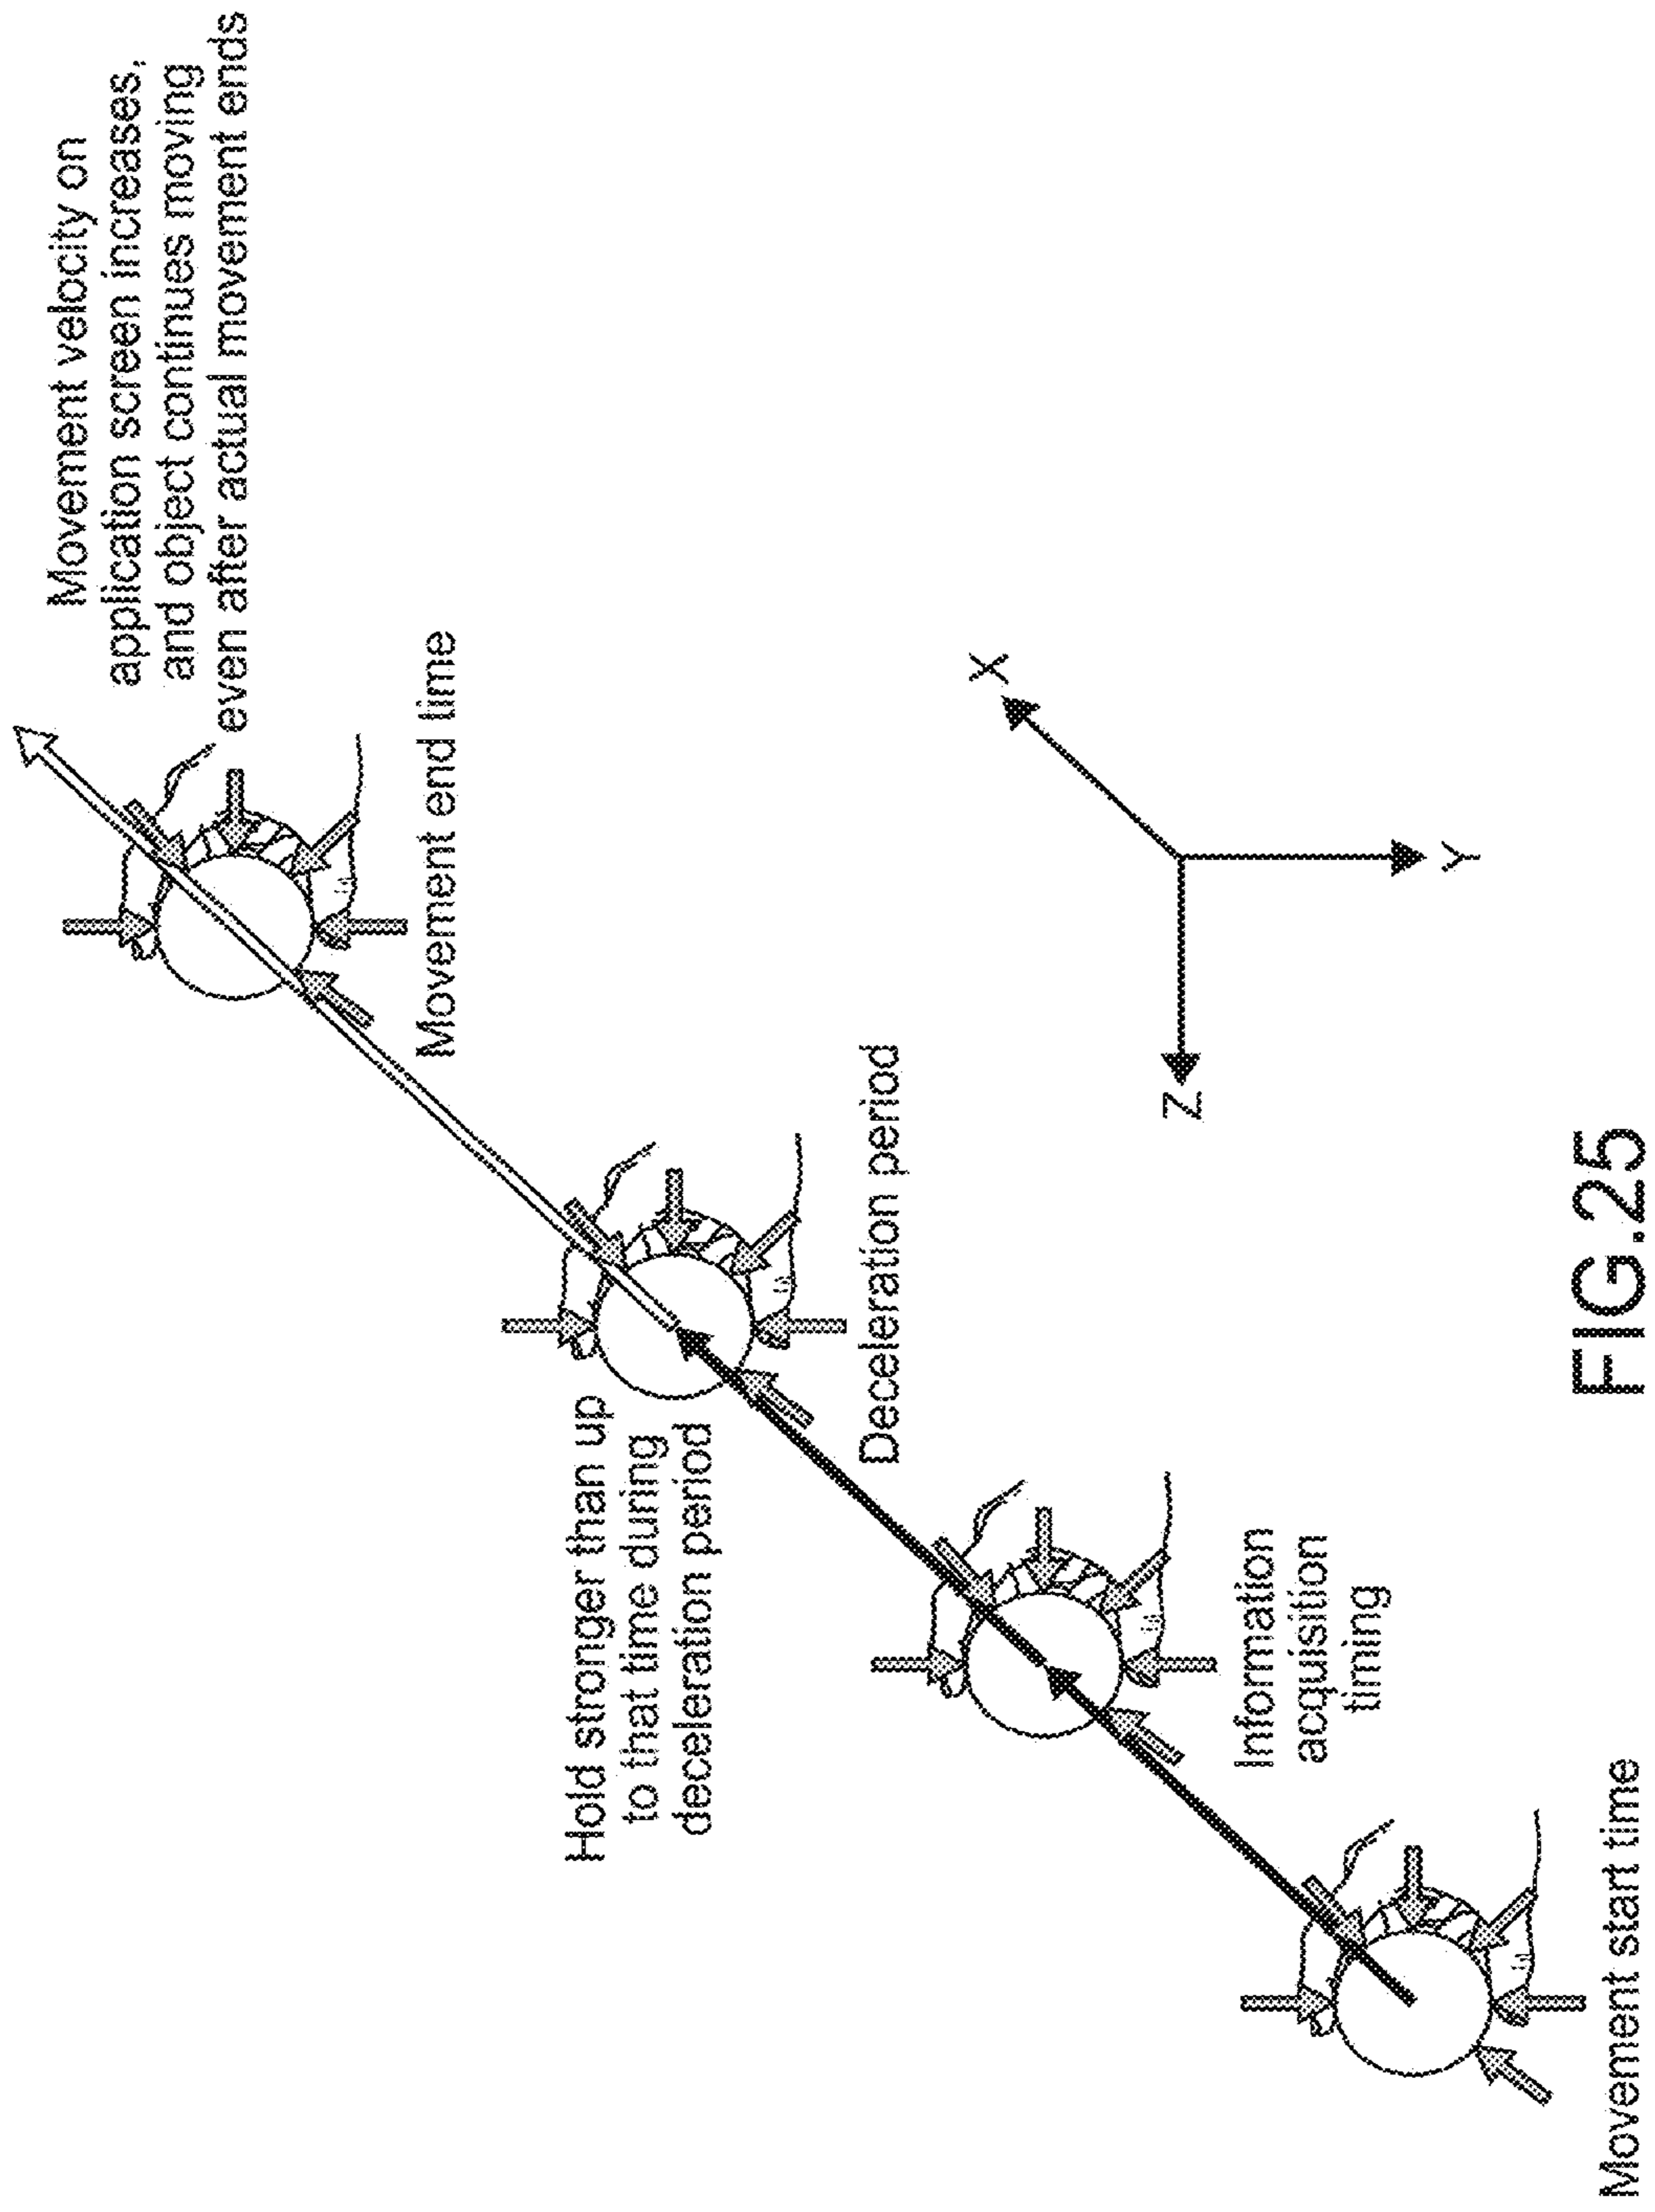 Movement start time
Information
acquisition
timing
Hold stronger than up
to that time during
deceleration period
Deceleration period
Movement end time
Movement velocity on
application screen increases,
and object continues moving
even after actual movement ends
X
Y
Z
FIG.25